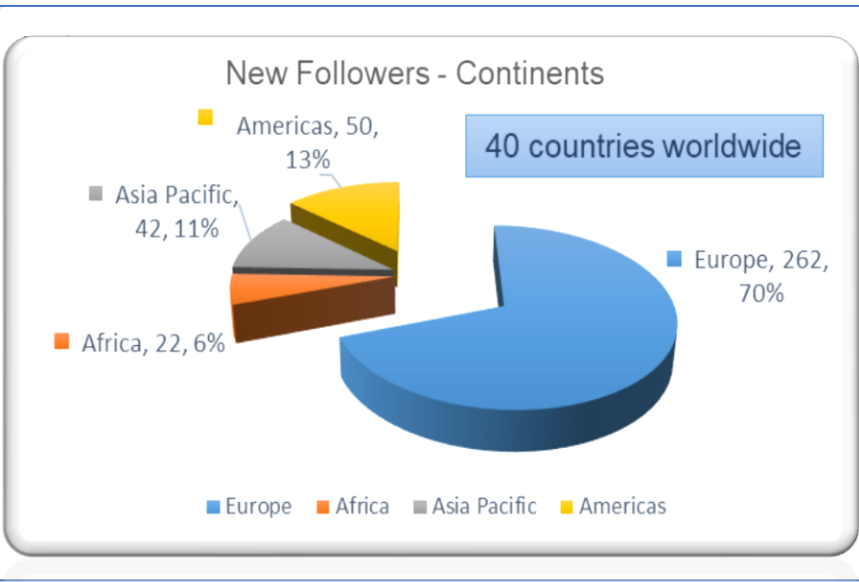 New Followers - Continents
Americas, 50,
13%
40 countries worldwide
Asia Pacific,
42, 11%
Europe, 262,
70%
Africa, 22, 6%
Europe Africa Asia Pacific Americas